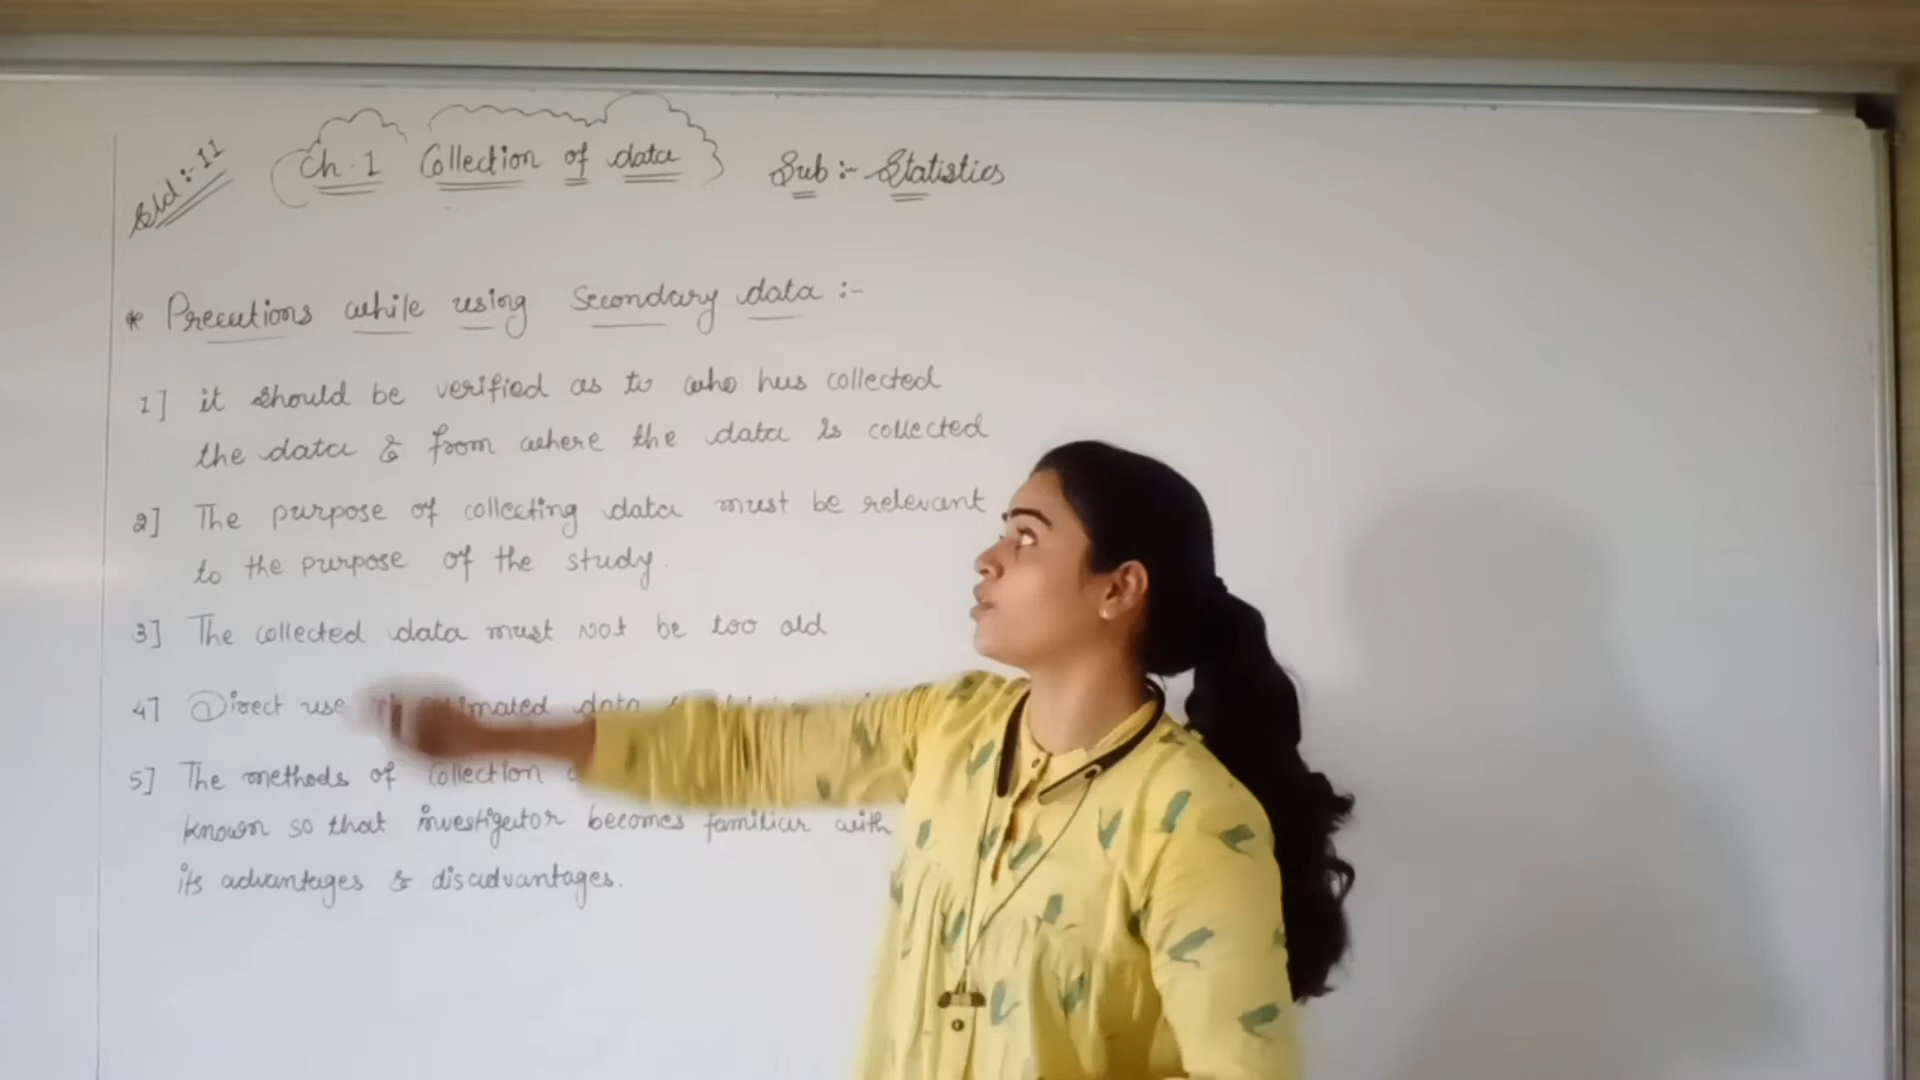 Std :- 11
Ch. 1 Collection of data
Sub :- Statistics
* Precutions while using Secondary data :-
1] it should be verified as to who has collected
the data & from where the data is collected
2] The purpose of collecting data must be relevant
to the purpose of the study.
3] The collected data must not be too old
4] Direct use data
5] The methods of collection
known so that investigator becomes familiar with
its advantages & disadvantages.